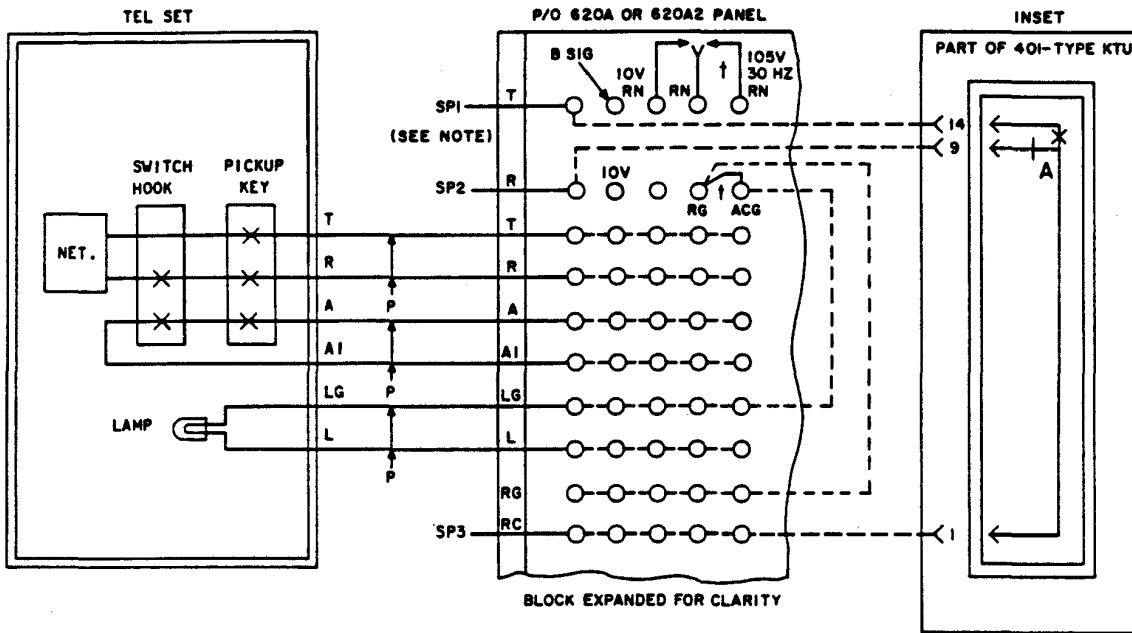 TEL SET
P/O 620A OR 620A2 PANEL
INSET
PART OF 401-TYPE KTU
B SIG
10V
RN
RN
105V
30 HZ
RN
SP1
T
(SEE NOTE)
14
9
A
SWITCH
HOOK
PICKUP
KEY
SP2
R
10V
RG
ACG
NET.
T
T
R
R
P
A
A
A1
A1
P
LG
LG
LAMP
L
L
P
RG
SP3
RC
1
BLOCK EXPANDED FOR CLARITY